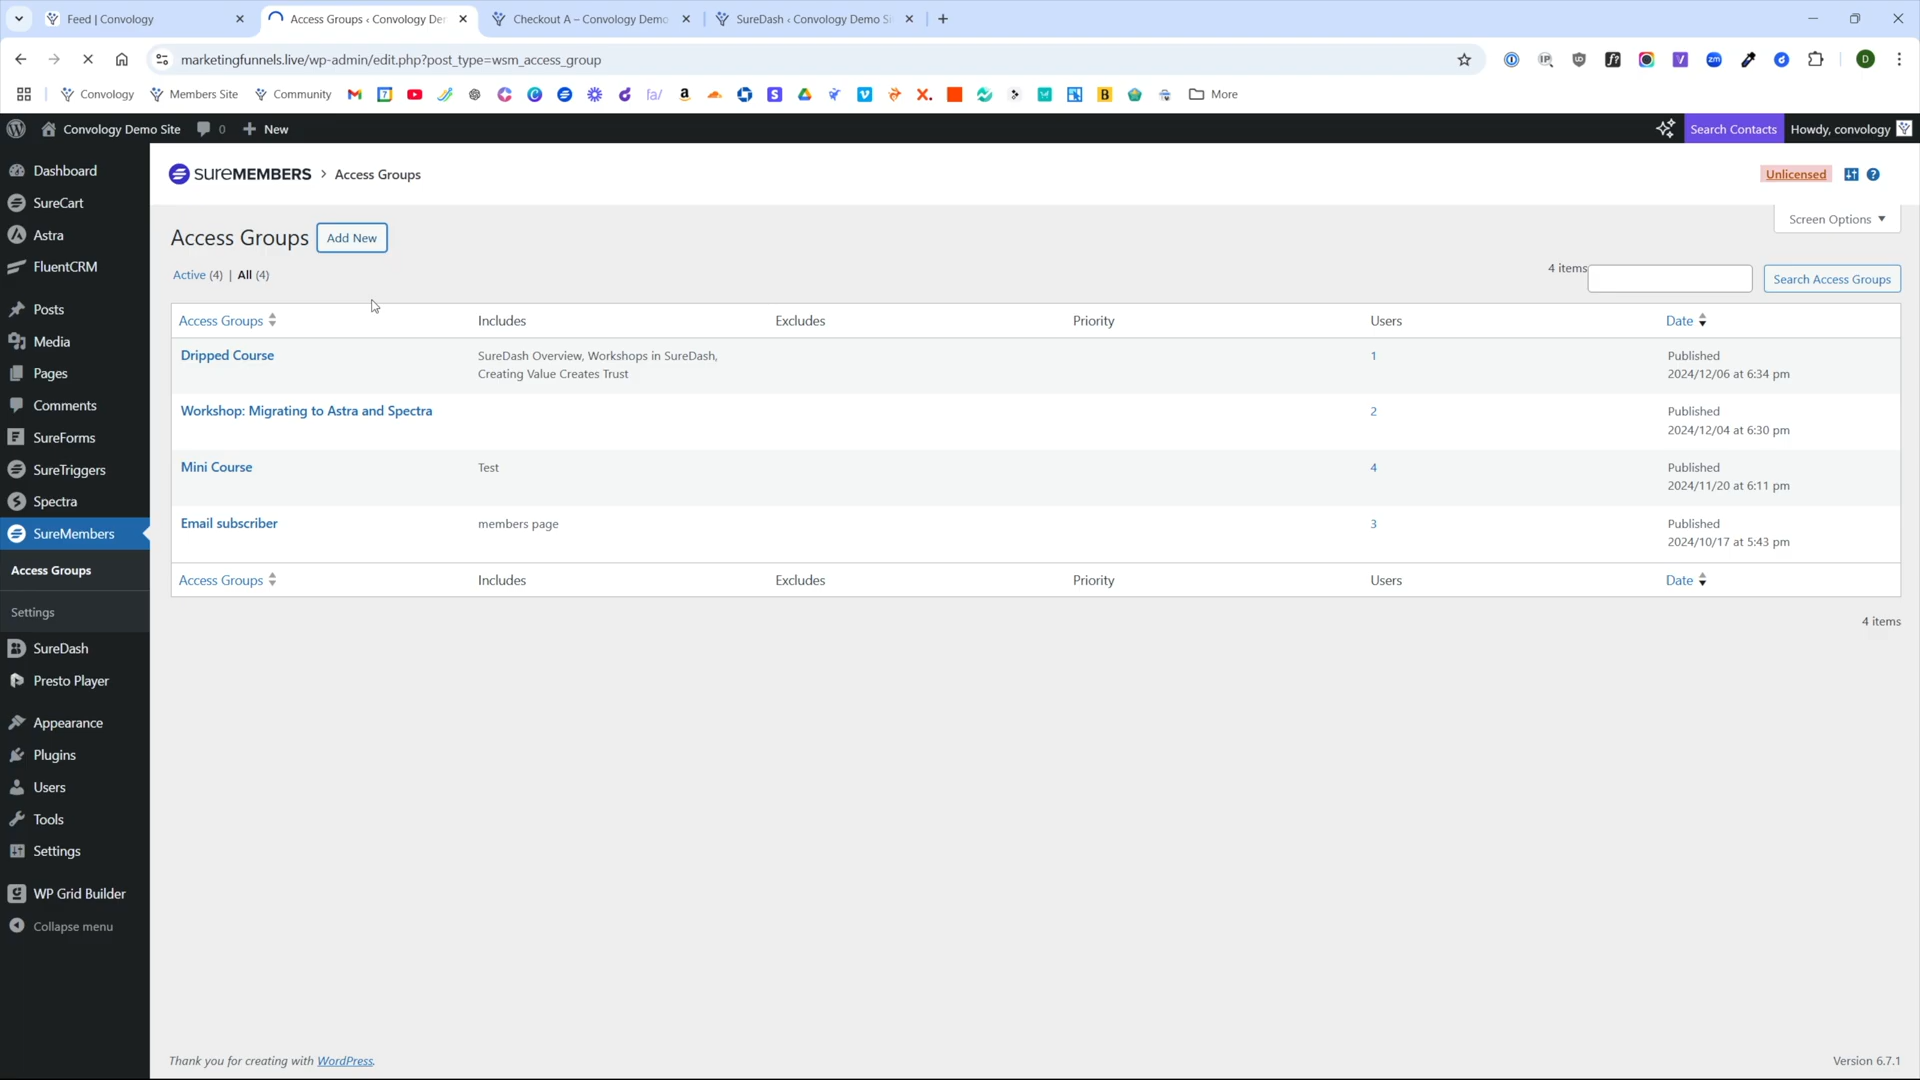 Feed | Convology
Access Groups ‹ Convology De
Checkout A – Convology Demo
SureDash ‹ Convology Demo Si
marketingfunnels.live/wp-admin/edit.php?post_type=wsm_access_group
Convology
Members Site
Community
More
Convology Demo Site
0
New
Search Contacts
Howdy, convology
Dashboard
SureCart
Astra
FluentCRM
Posts
Media
Pages
Comments
SureForms
SureTriggers
Spectra
SureMembers
Access Groups
Settings
SureDash
Presto Player
Appearance
Plugins
Users
Tools
Settings
WP Grid Builder
Collapse menu
SUREMEMBERS > Access Groups
Unlicensed
Screen Options
Access Groups
Add New
Active (4) | All (4)
4 items
Search Access Groups
Access Groups Includes Excludes Priority Users Date
Dripped Course
SureDash Overview, Workshops in SureDash,
Creating Value Creates Trust
1
Published
2024/12/06 at 6:34 pm
Workshop: Migrating to Astra and Spectra
2
Published
2024/12/04 at 6:30 pm
Mini Course
Test
4
Published
2024/11/20 at 6:11 pm
Email subscriber
members page
3
Published
2024/10/17 at 5:43 pm
Access Groups Includes Excludes Priority Users Date
4 items
Thank you for creating with WordPress.
Version 6.7.1